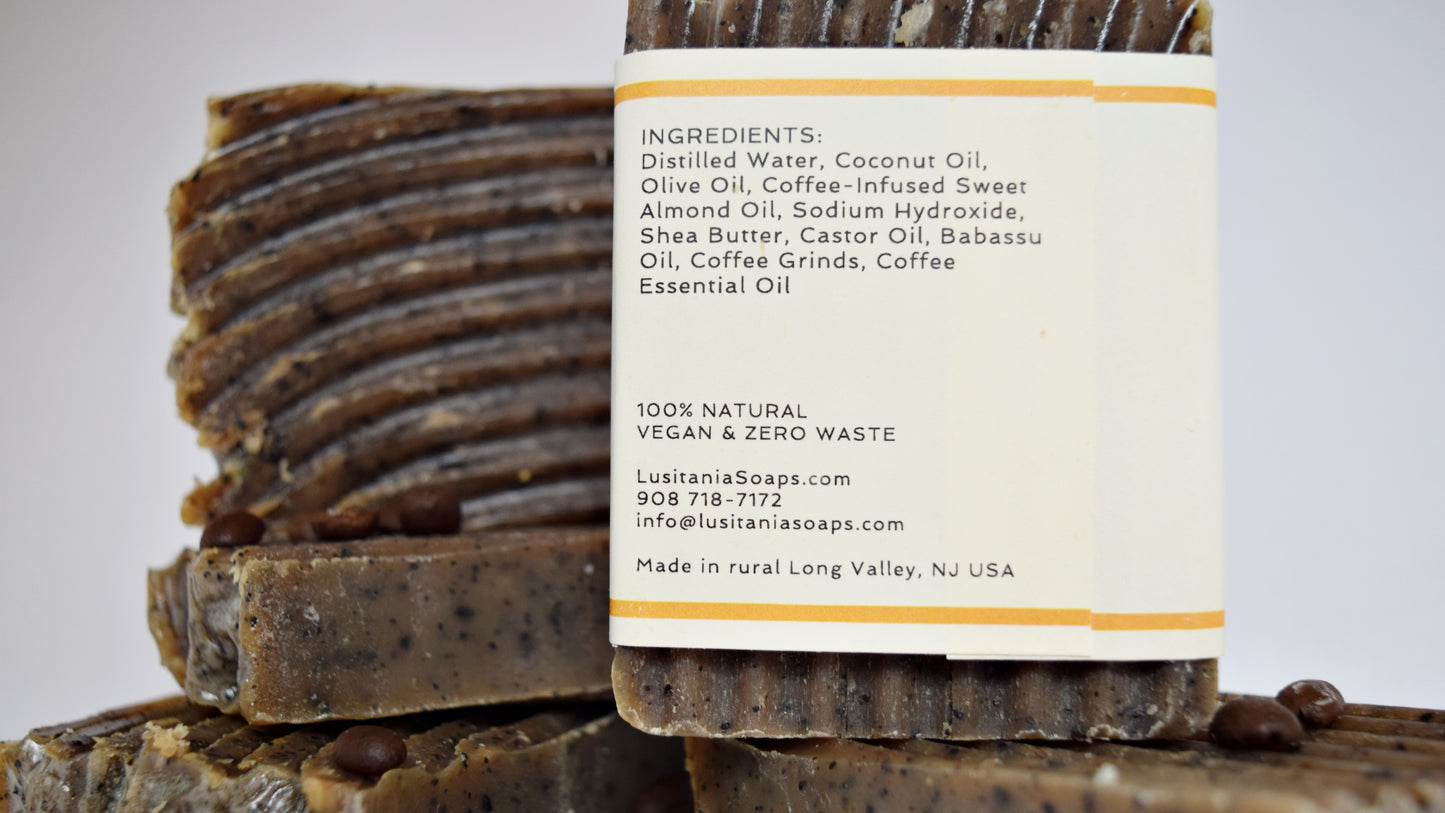 INGREDIENTS:
Distilled Water, Coconut Oil,
Olive Oil, Coffee-Infused Sweet
Almond Oil, Sodium Hydroxide,
Shea Butter, Castor Oil, Babassu
Oil, Coffee Grinds, Coffee
Essential Oil
100% NATURAL
VEGAN & ZERO WASTE
LusitaniaSoaps.com
908 718-7172
info@lusitaniasoaps.com
Made in rural Long Valley, NJ USA